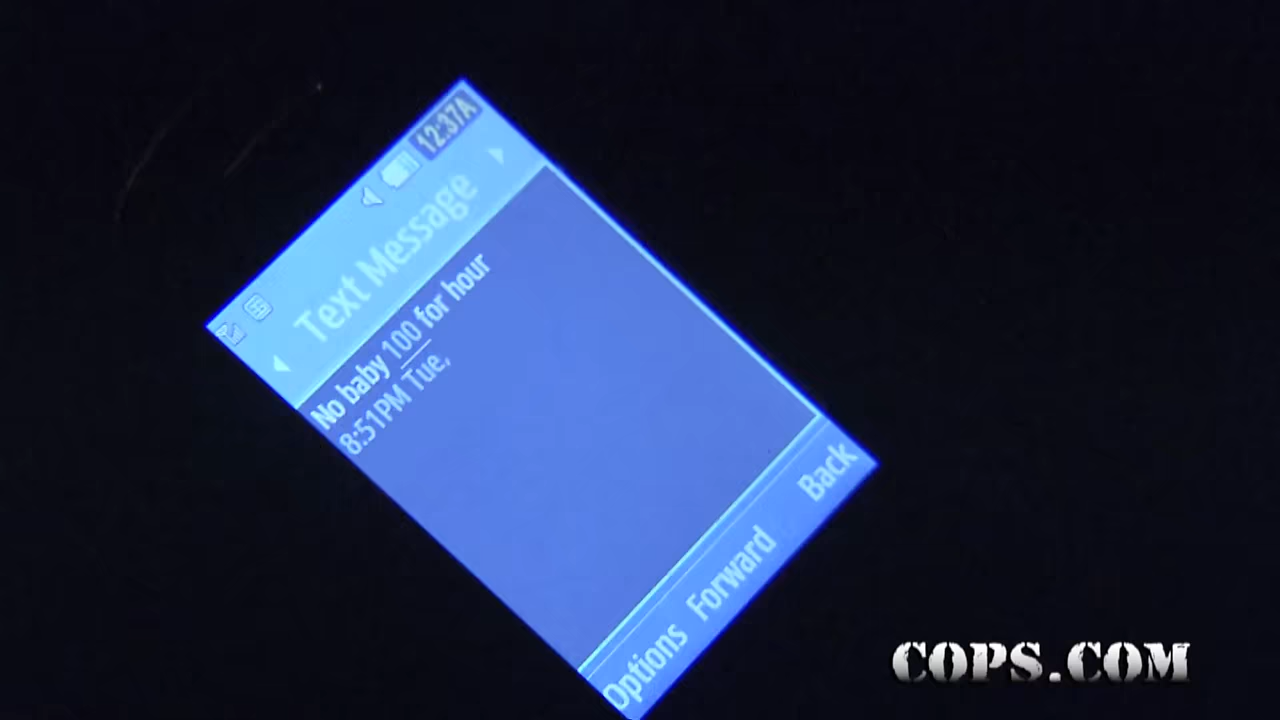 12:37A
Text Message
No baby 100 for hour
8:51PM Tue,
Options Forward Back
COPS.COM